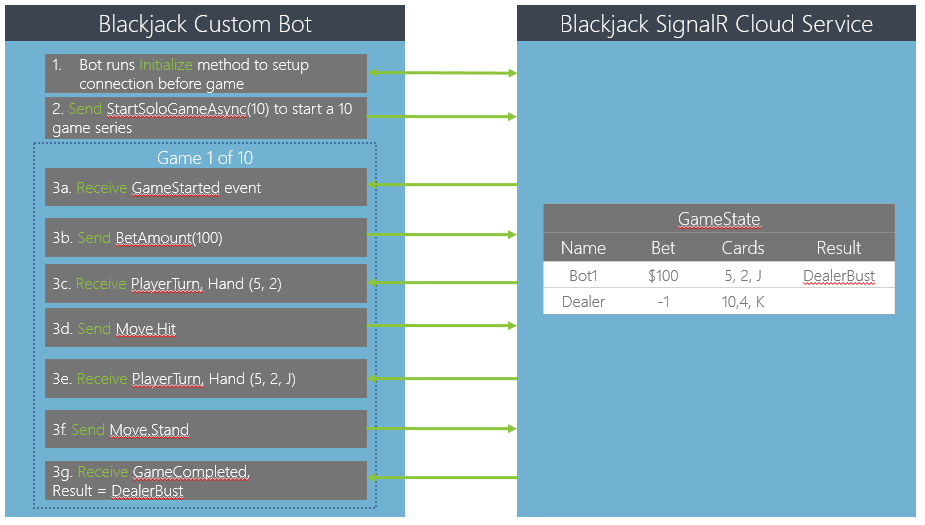 Blackjack Custom Bot
1. Bot runs Initialize method to setup
connection before game
2. Send StartSoloGameAsync(10) to start a 10
game series
Game 1 of 10
3a. Receive GameStarted event
3b. Send BetAmount(100)
3c. Receive PlayerTurn, Hand (5, 2)
3d. Send Move.Hit
3e. Receive PlayerTurn, Hand (5, 2, J)
3f. Send Move.Stand
3g. Receive GameCompleted,
Result = DealerBust
Blackjack SignalR Cloud Service
GameState
Name Bet Cards Result
Bot1 $100 5, 2, J DealerBust
Dealer -1 10,4, K